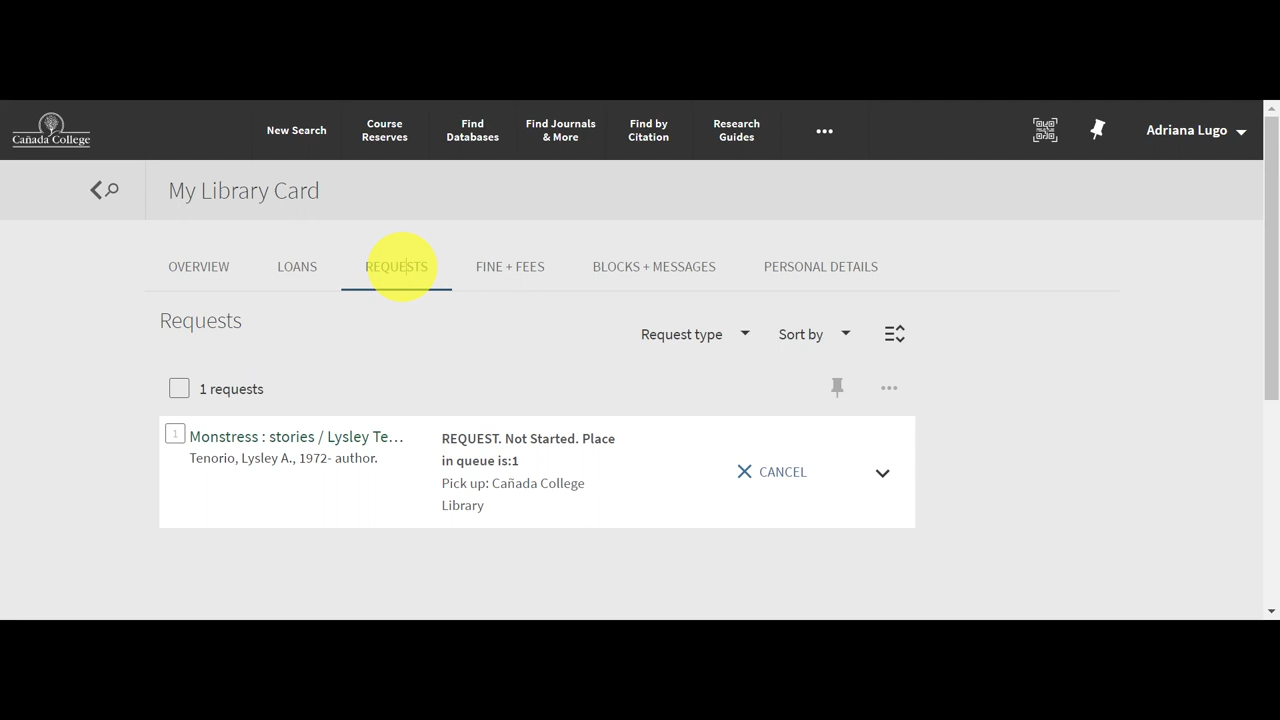 Cañada College
New Search
Course
Reserves
Find
Databases
Find Journals
& More
Find by
Citation
Research
Guides
Adriana Lugo
My Library Card
OVERVIEW
LOANS
REQUESTS
FINE + FEES
BLOCKS + MESSAGES
PERSONAL DETAILS
Requests
Request type
Sort by
1 requests
1
Monstress : stories / Lysley Te...
Tenorio, Lysley A., 1972- author.
REQUEST. Not Started. Place
in queue is:1
Pick up: Cañada College
Library
CANCEL